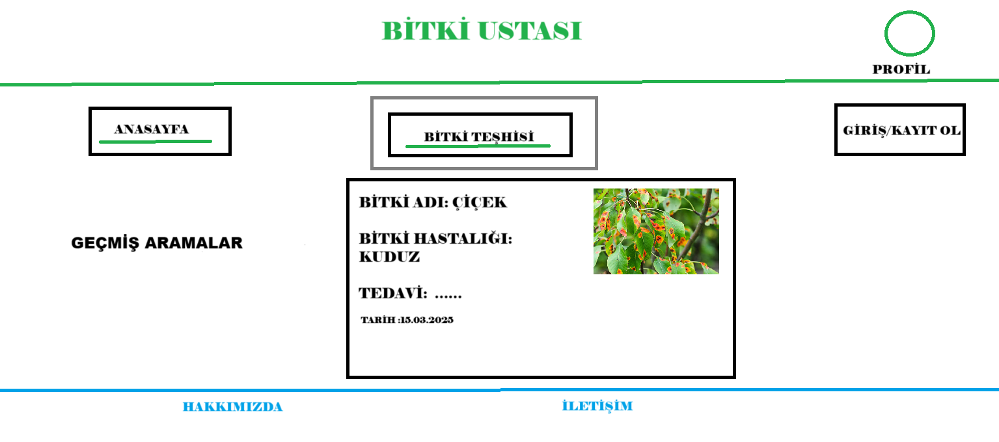 BİTKİ USTASI
PROFİL
ANASAYFA
BİTKİ TEŞHİSİ
GİRİŞ/KAYIT OL
GEÇMİŞ ARAMALAR
BİTKİ ADI: ÇİÇEK
BİTKİ HASTALIĞI:
KUDUZ
TEDAVİ: ......
TARİH :15.03.2025
HAKKIMIZDA
İLETİŞİM